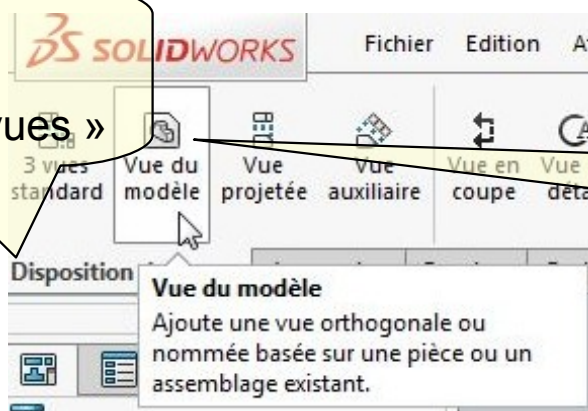 SOLIDWORKS Fichier Edition
vues »
3 vues standard
Vue du modèle
Vue projetée
Vue auxiliaire
Vue en coupe
Vue
Disposition
Vue du modèle
Ajoute une vue orthogonale ou
nommée basée sur une pièce ou un
assemblage existant.